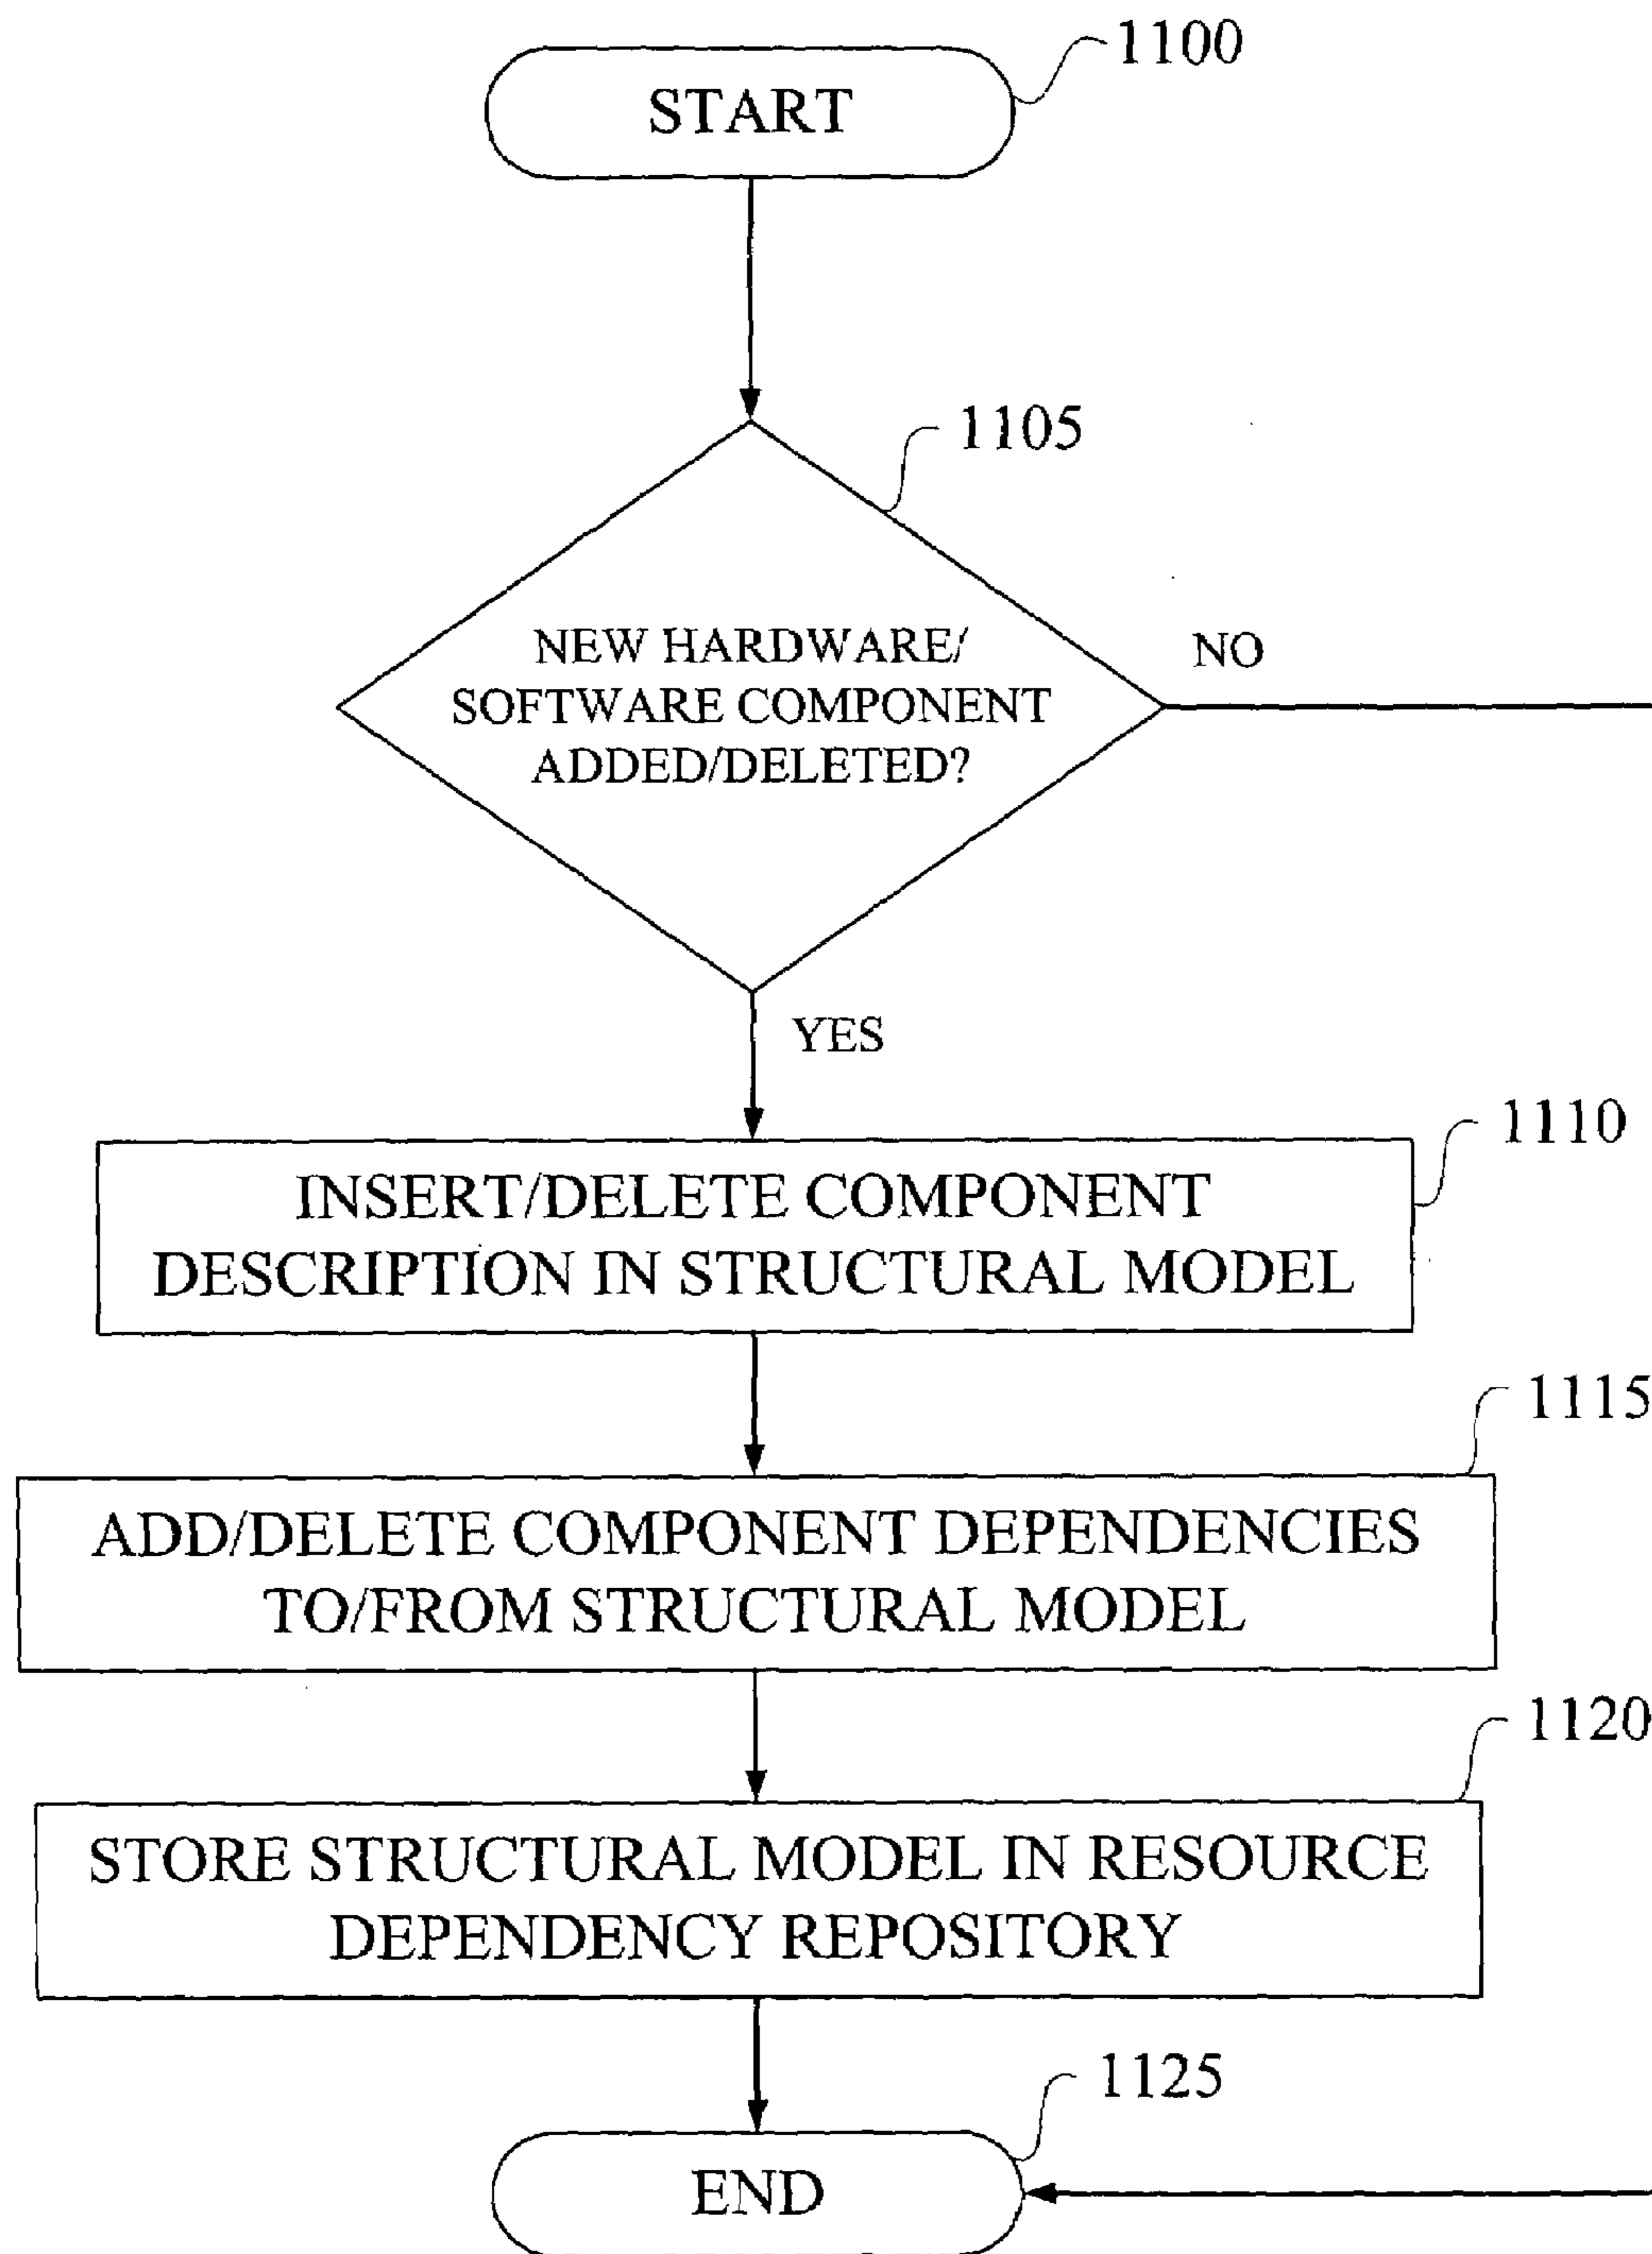 1100
START
1105
NEW HARDWARE/
SOFTWARE COMPONENT
ADDED/DELETED?
NO
YES
1110
INSERT/DELETE COMPONENT
DESCRIPTION IN STRUCTURAL MODEL
1115
ADD/DELETE COMPONENT DEPENDENCIES
TO/FROM STRUCTURAL MODEL
1120
STORE STRUCTURAL MODEL IN RESOURCE
DEPENDENCY REPOSITORY
1125
END